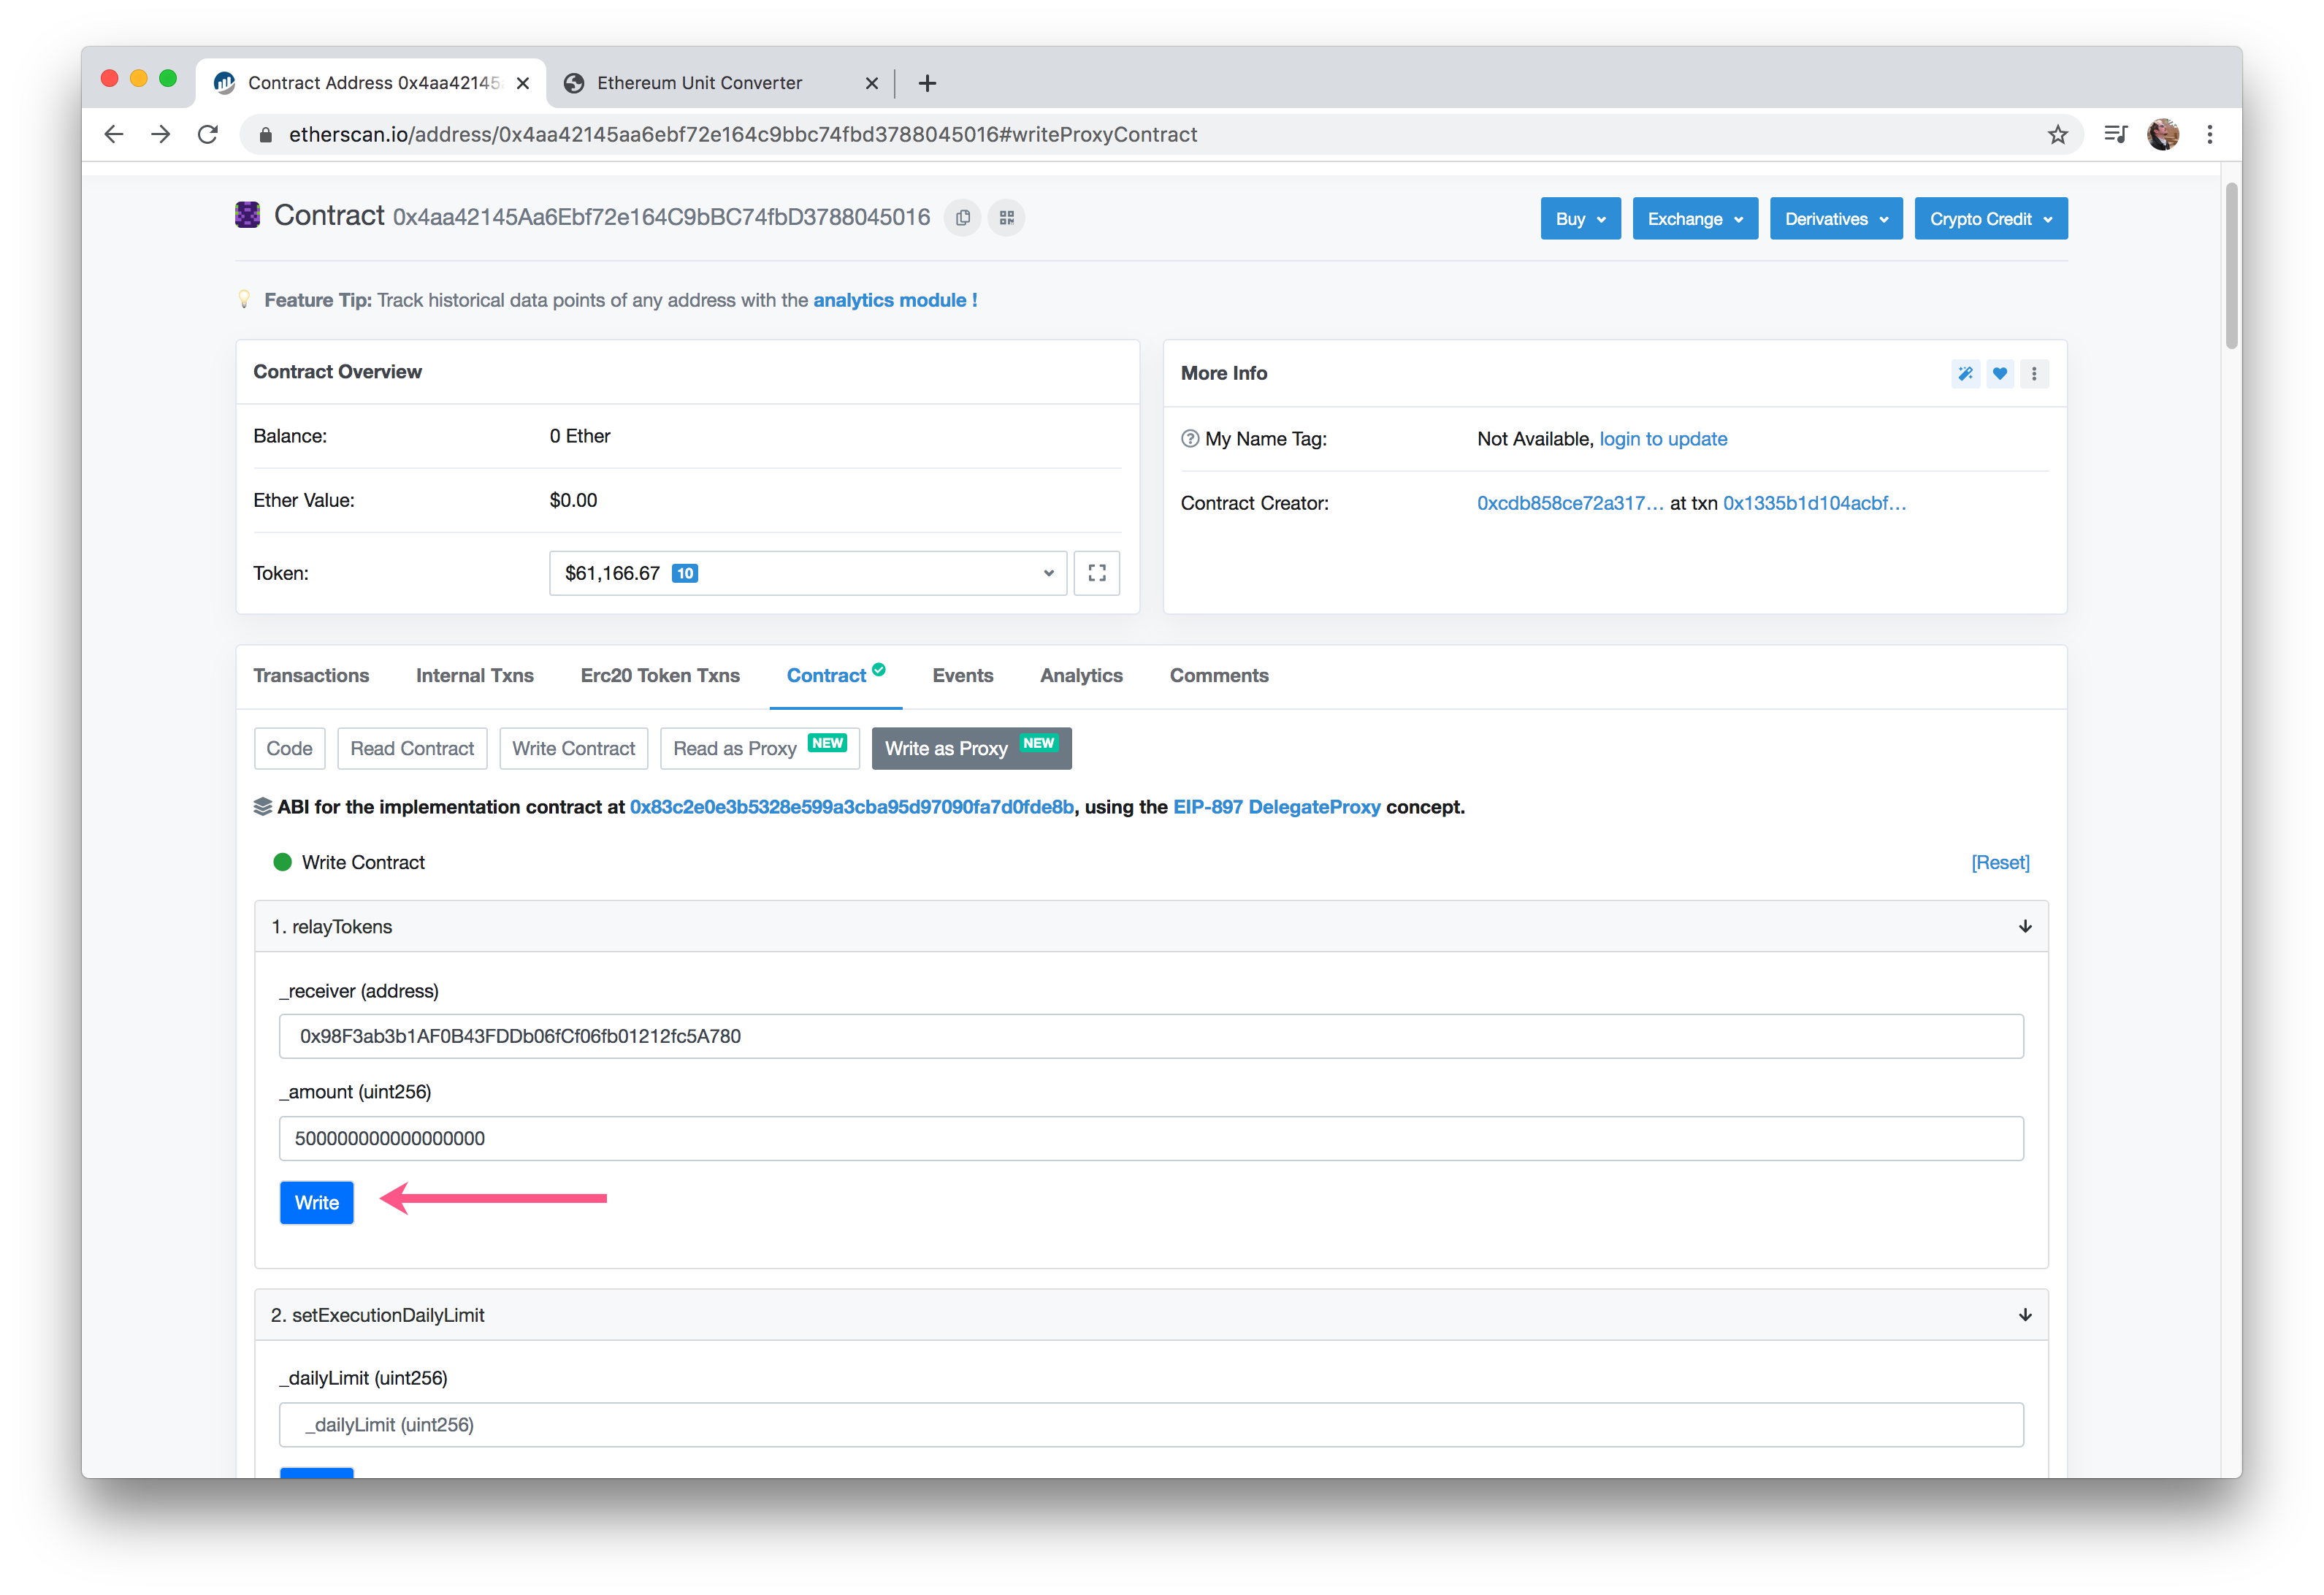 Contract Address 0x4aa42145
Ethereum Unit Converter
etherscan.io/address/0x4aa42145aa6ebf72e164c9bbc74fbd3788045016#writeProxyContract
Contract 0x4aa42145Aa6Ebf72e164C9bBC74fbD3788045016
Buy Exchange Derivatives Crypto Credit
Feature Tip: Track historical data points of any address with the analytics module !
Contract Overview
Balance: 0 Ether
Ether Value: $0.00
Token: $61,166.67 10
More Info
My Name Tag: Not Available, login to update
Contract Creator: 0xcdb858ce72a317... at txn 0x1335b1d104acbf...
Transactions Internal Txns Erc20 Token Txns Contract Events Analytics Comments
Code Read Contract Write Contract Read as Proxy NEW Write as Proxy NEW
ABI for the implementation contract at 0x83c2e0e3b5328e599a3cba95d97090fa7d0fde8b, using the EIP-897 DelegateProxy concept.
Write Contract [Reset]
1. relayTokens
_receiver (address)
0x98F3ab3b1AF0B43FDDb06fCf06fb01212fc5A780
_amount (uint256)
500000000000000000
Write
2. setExecutionDailyLimit
_dailyLimit (uint256)
_dailyLimit (uint256)